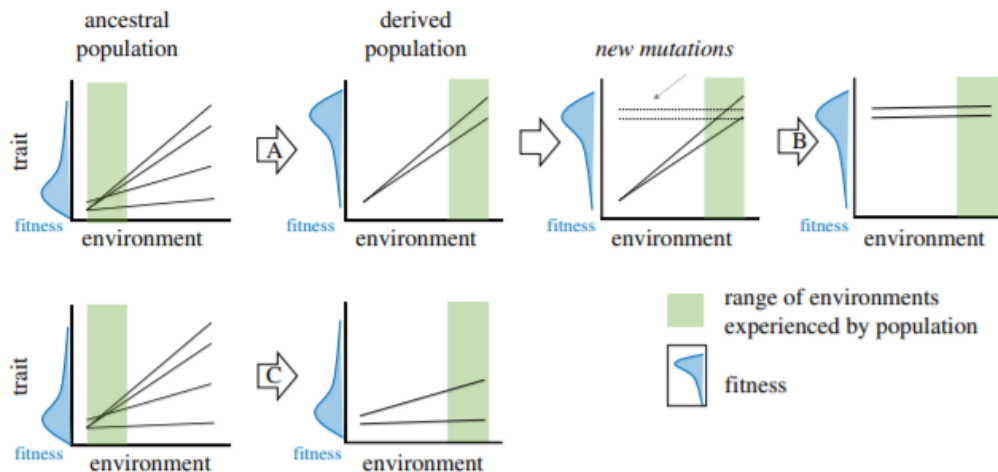 ancestral
population
derived
population
new mutations
trait
A
B
fitness
environment
fitness
environment
fitness
environment
fitness
environment
trait
C
fitness
environment
fitness
environment
range of environments
experienced by population
fitness